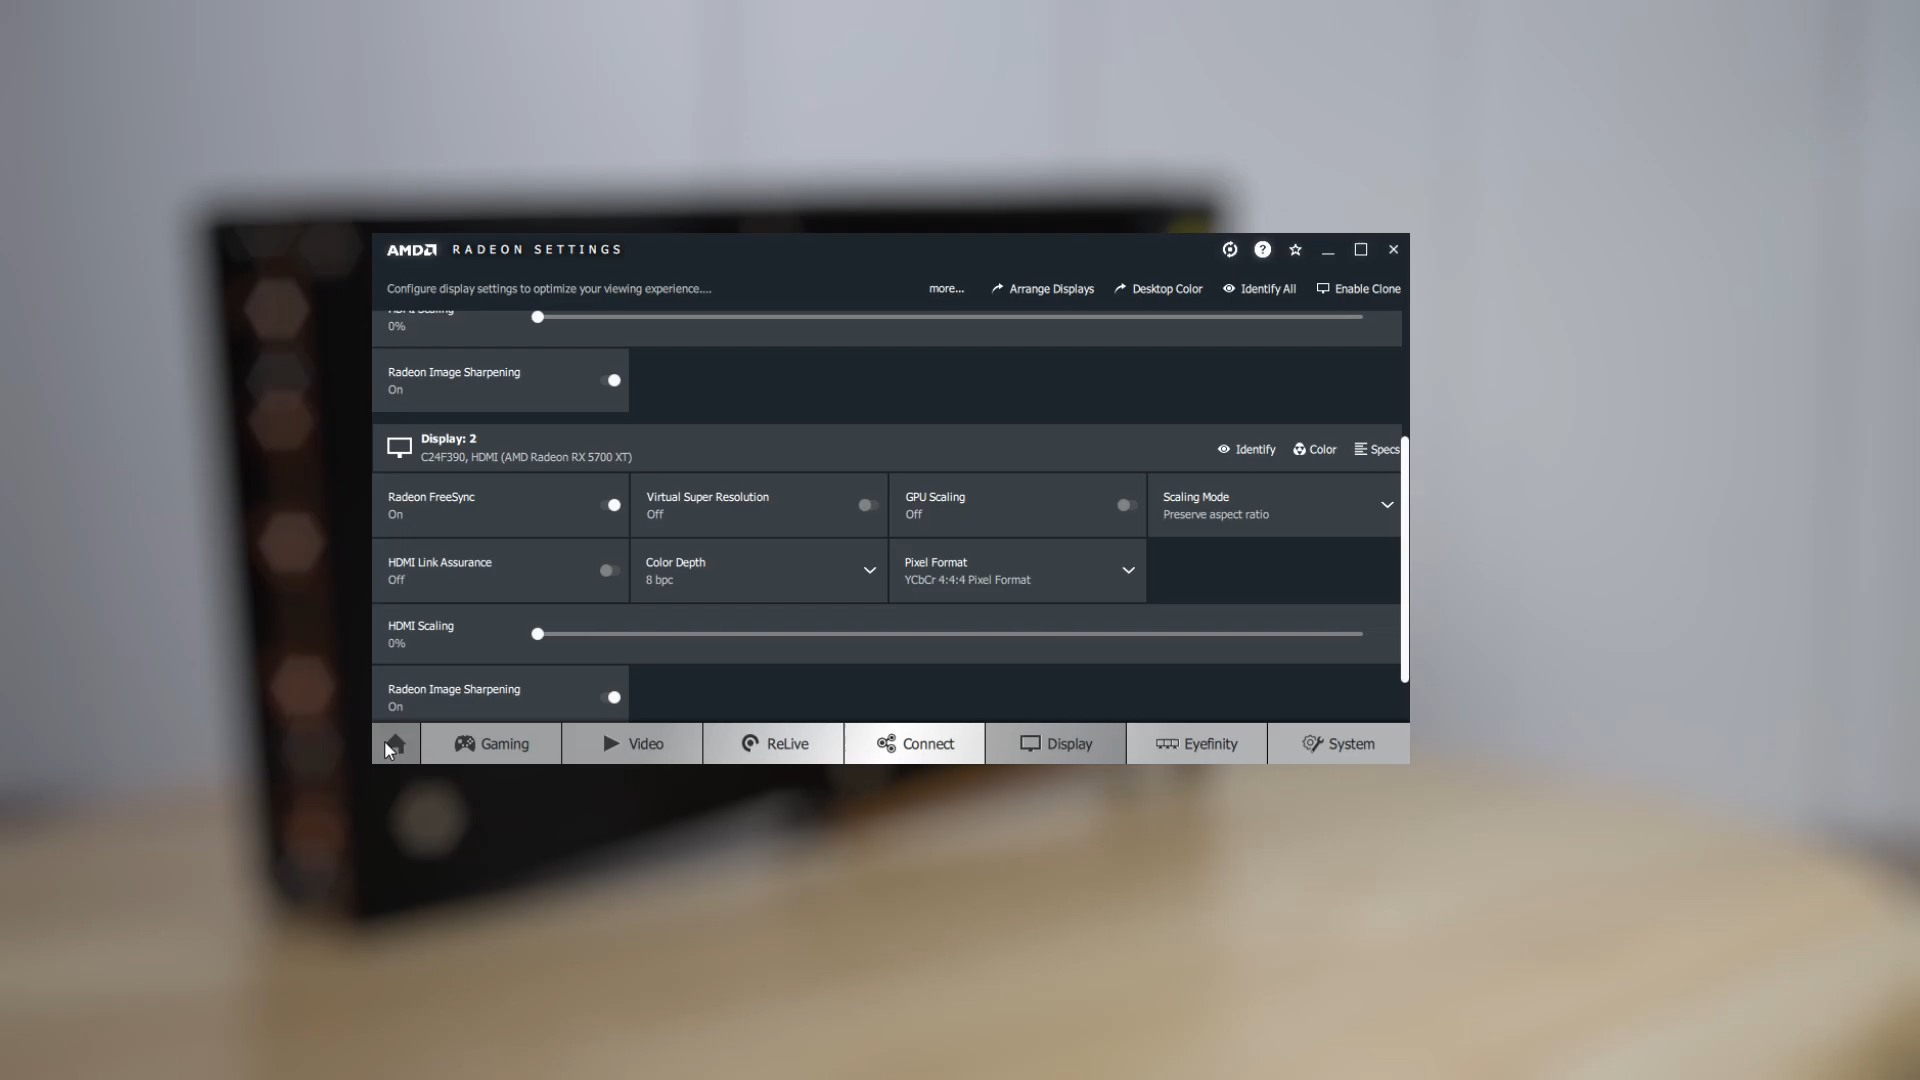 AMD RADEON SETTINGS
Configure display settings to optimize your viewing experience....
more... Arrange Displays Desktop Color Identify All Enable Clone
HDMI Scaling
0%
Radeon Image Sharpening
On
Display: 2
C24F390, HDMI (AMD Radeon RX 5700 XT)
Identify Color Specs
Radeon FreeSync
On
Virtual Super Resolution
Off
GPU Scaling
Off
Scaling Mode
Preserve aspect ratio
HDMI Link Assurance
Off
Color Depth
8 bpc
Pixel Format
YCbCr 4:4:4 Pixel Format
HDMI Scaling
0%
Radeon Image Sharpening
On
Gaming Video ReLive Connect Display Eyefinity System